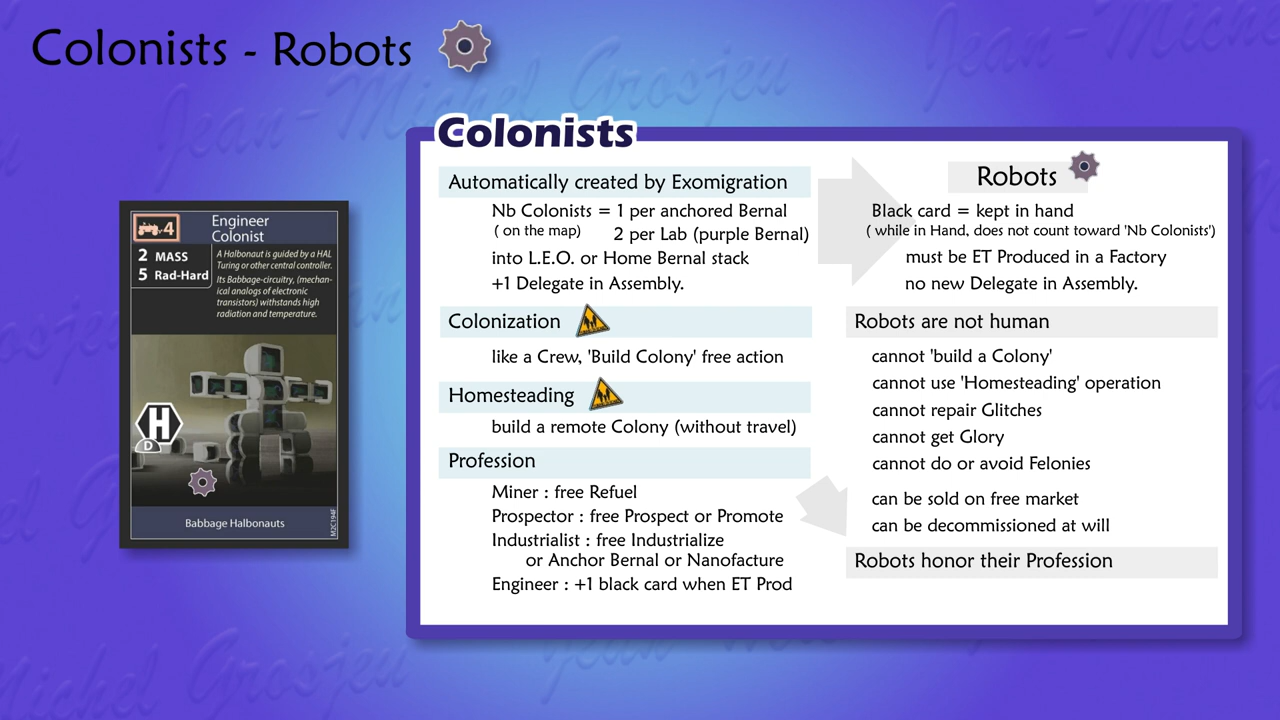 Colonists - Robots
Colonists
4
Engineer
Colonist
2 MASS
5 Rad-Hard
A Halbonaut is guided by a HAL
Turing or other central controller.
Its Babbage-circuitry, (mechan-
ical analogs of electronic
transistors) withstands high
radiation and temperature.
H
D
Babbage Halbonauts
M2C194F
Automatically created by Exomigration
Nb Colonists = 1 per anchored Bernal
( on the map) 2 per Lab (purple Bernal)
into L.E.O. or Home Bernal stack
+1 Delegate in Assembly.
Colonization
like a Crew, 'Build Colony' free action
Homesteading
build a remote Colony (without travel)
Profession
Miner : free Refuel
Prospector : free Prospect or Promote
Industrialist : free Industrialize
or Anchor Bernal or Nanofacture
Engineer : +1 black card when ET Prod
Robots
Black card = kept in hand
( while in Hand, does not count toward 'Nb Colonists')
must be ET Produced in a Factory
no new Delegate in Assembly.
Robots are not human
cannot 'build a Colony'
cannot use 'Homesteading' operation
cannot repair Glitches
cannot get Glory
cannot do or avoid Felonies
can be sold on free market
can be decommissioned at will
Robots honor their Profession
Jean-Michel Grosjeu